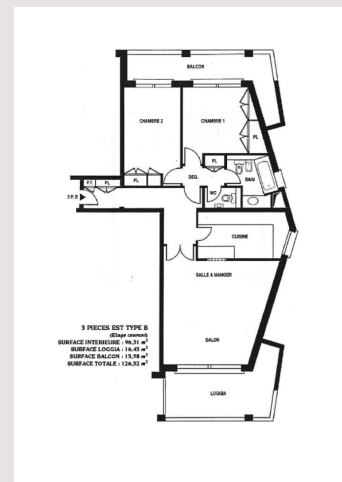 BALCON
CHAMBRE 2
CHAMBRE 1
PL
PL
DEG.
BAIN
P.T.
PL
PL
WC
3 P. B
CUISINE
SALLE A MANGER
3 PIECES EST TYPE B
(Etage courant)
SURFACE INTERIEURE : 96,31 m²
SURFACE LOGGIA : 16,43 m²
SURFACE BALCON : 13,58 m²
SURFACE TOTALE : 126,32 m²
SALON
LOGGIA